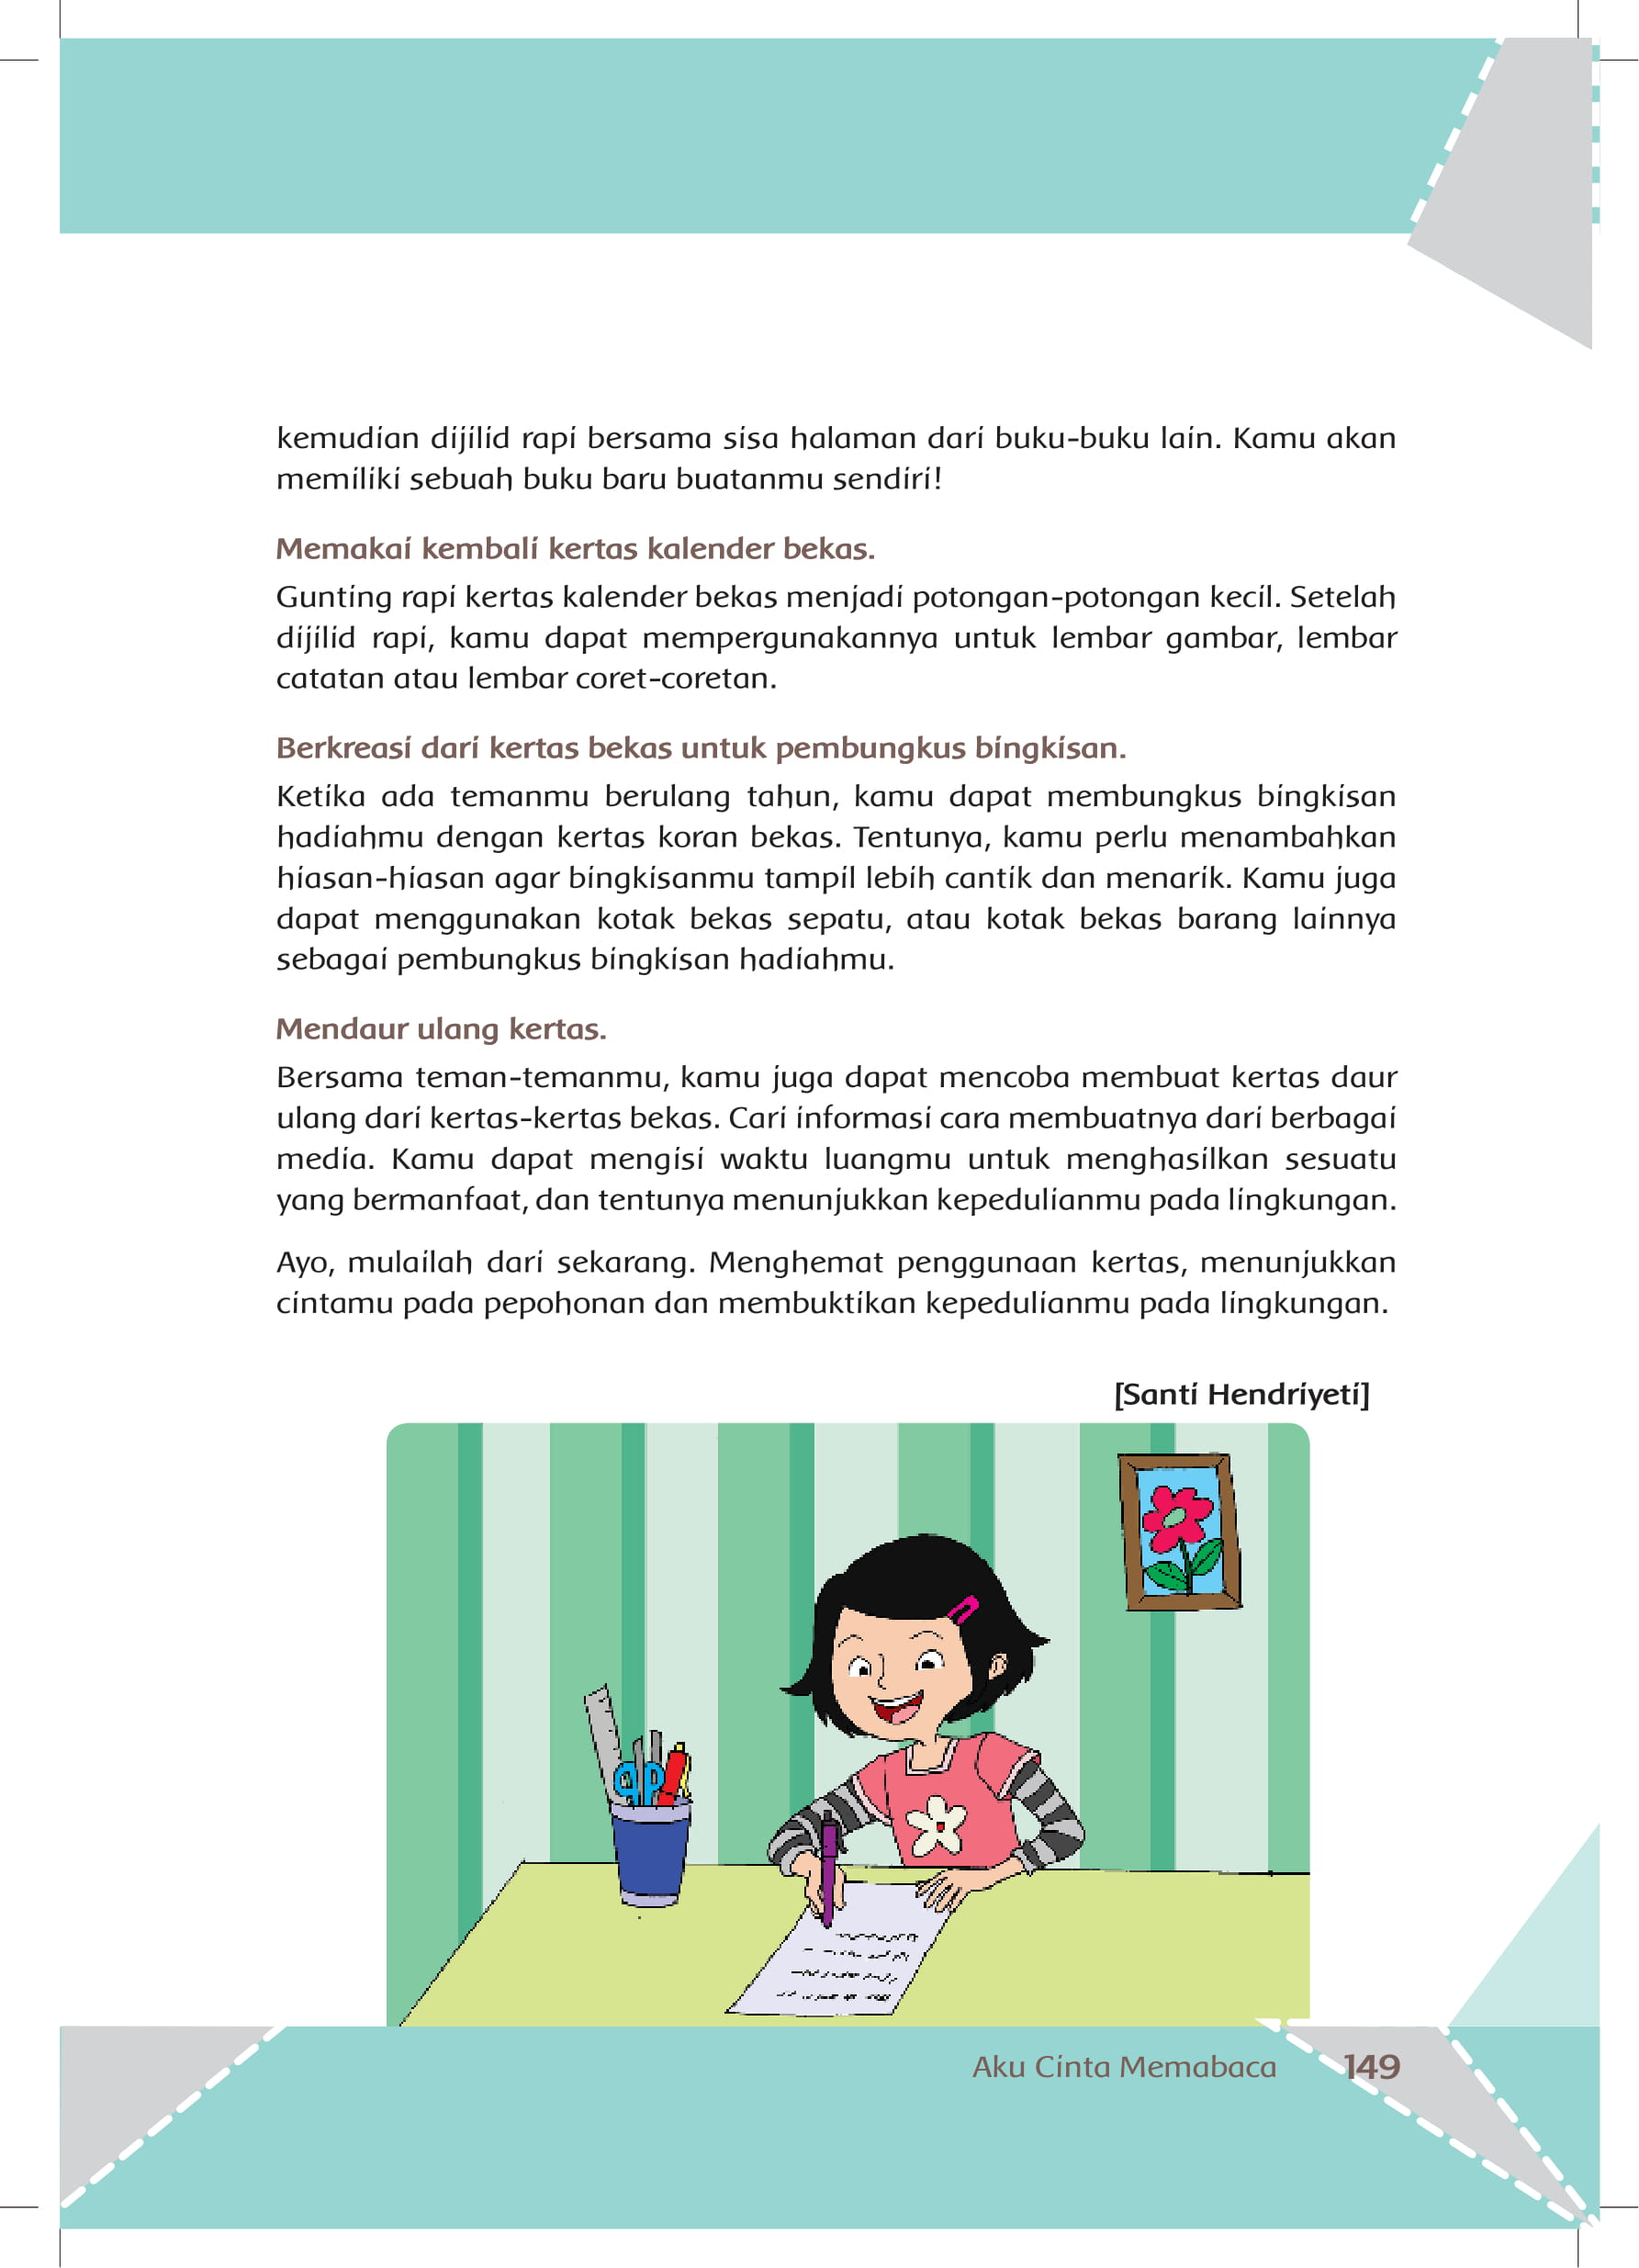 kemudian dijilid rapi bersama sisa halaman dari buku-buku lain. Kamu akan
memiliki sebuah buku baru buatanmu sendiri!
Memakai kembali kertas kalender bekas.
Gunting rapi kertas kalender bekas menjadi potongan-potongan kecil. Setelah
dijilid rapi, kamu dapat mempergunakannya untuk lembar gambar, lembar
catatan atau lembar coret-coretan.
Berkreasi dari kertas bekas untuk pembungkus bingkisan.
Ketika ada temanmu berulang tahun, kamu dapat membungkus bingkisan
hadiahmu dengan kertas koran bekas. Tentunya, kamu perlu menambahkan
hiasan-hiasan agar bingkisanmu tampil lebih cantik dan menarik. Kamu juga
dapat menggunakan kotak bekas sepatu, atau kotak bekas barang lainnya
sebagai pembungkus bingkisan hadiahmu.
Mendaur ulang kertas.
Bersama teman-temanmu, kamu juga dapat mencoba membuat kertas daur
ulang dari kertas-kertas bekas. Cari informasi cara membuatnya dari berbagai
media. Kamu dapat mengisi waktu luangmu untuk menghasilkan sesuatu
yang bermanfaat, dan tentunya menunjukkan kepedulianmu pada lingkungan.
Ayo, mulailah dari sekarang. Menghemat penggunaan kertas, menunjukkan
cintamu pada pepohonan dan membuktikan kepedulianmu pada lingkungan.
[Santi Hendriyeti]
Aku Cinta Memabaca 149